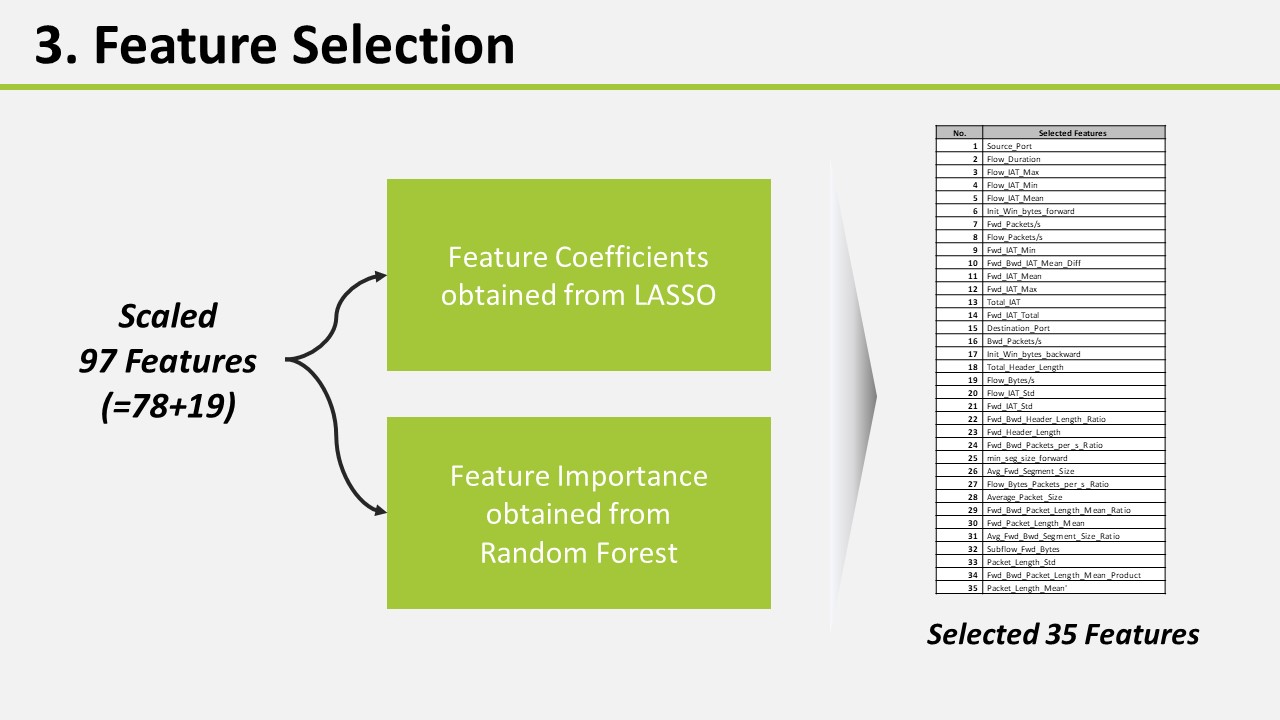 3. Feature Selection
Scaled
97 Features
(=78+19)
Feature Coefficients
obtained from LASSO
Feature Importance
obtained from
Random Forest
No. Selected Features
1 Source_Port
2 Flow_Duration
3 Flow_IAT_Max
4 Flow_IAT_Min
5 Flow_IAT_Mean
6 Init_Win_bytes_forward
7 Fwd_Packets/s
8 Flow_Packets/s
9 Fwd_IAT_Min
10 Fwd_Bwd_IAT_Mean_Diff
11 Fwd_IAT_Mean
12 Fwd_IAT_Max
13 Total_IAT
14 Fwd_IAT_Total
15 Destination_Port
16 Bwd_Packets/s
17 Init_Win_bytes_backward
18 Total_Header_Length
19 Flow_Bytes/s
20 Flow_IAT_Std
21 Fwd_IAT_Std
22 Fwd_Bwd_Header_Length_Ratio
23 Fwd_Header_Length
24 Fwd_Bwd_Packets_per_s_Ratio
25 min_seg_size_forward
26 Avg_Fwd_Segment_Size
27 Flow_Bytes_Packets_per_s_Ratio
28 Average_Packet_Size
29 Fwd_Bwd_Packet_Length_Mean_Ratio
30 Fwd_Packet_Length_Mean
31 Avg_Fwd_Bwd_Segment_Size_Ratio
32 Subflow_Fwd_Bytes
33 Packet_Length_Std
34 Fwd_Bwd_Packet_Length_Mean_Product
35 Packet_Length_Mean'
Selected 35 Features